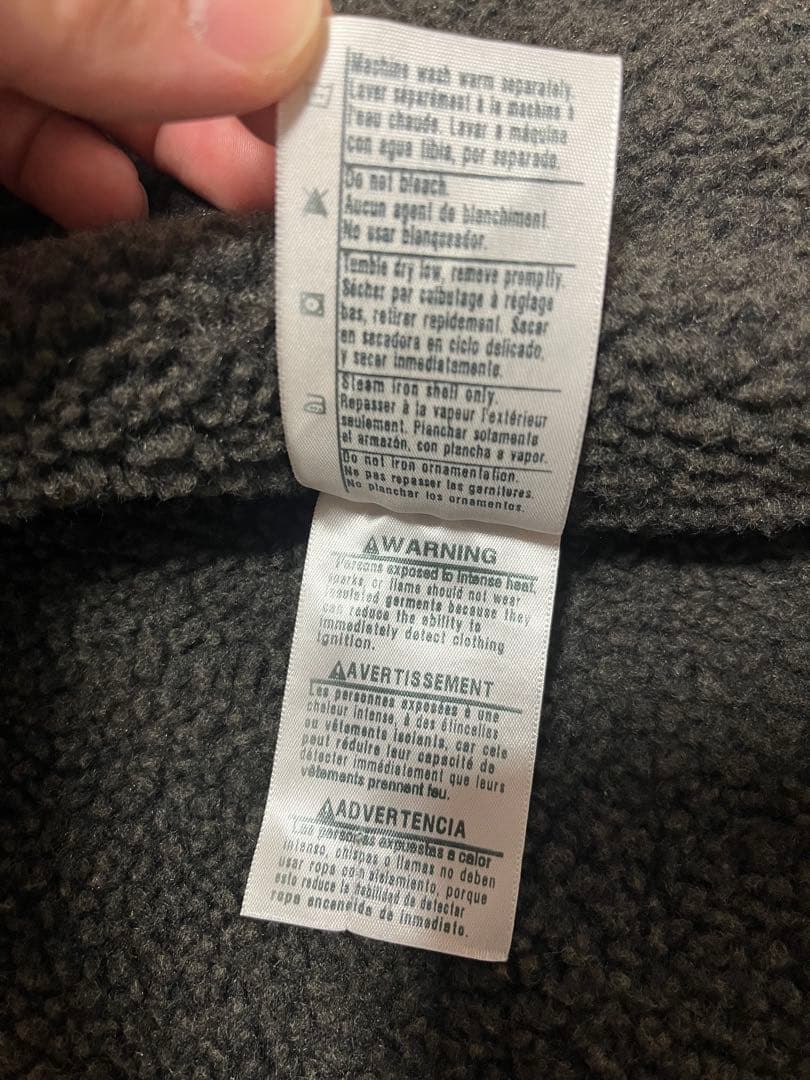 Machine wash warm separately.
Laver séparément à la machine à
l'eau chaude. Lavar a máquina
con agua tibia, por separado.
Do not bleach.
Aucun agent de blanchiment.
No usar blanqueador.
Tumble dry low, remove promptly.
Sécher par culbutage à réglage
bas, retirer rapidement. Secar
en secadora en ciclo delicado,
y secar inmediatamente.
Steam iron shell only.
Repasser à la vapeur l'extérieur
seulement. Planchar solamente
el armazón, con plancha a vapor.
Do not iron ornamentation.
Ne pas repasser les garnitures.
No planchar los ornamentos.
WARNING
Persons exposed to intense heat,
sparks, or flame should not wear
insulated garments because they
can reduce the ability to
immediately detect clothing
ignition.
AVERTISSEMENT
Les personnes exposées à une
chaleur intense, à des étincelles
ou vêtements isolants, car cela
peut réduire leur capacité de
détecter immédiatement que leurs
vêtements prennent feu.
ADVERTENCIA
Las personas expuestas a calor
intenso, chispas o llamas no deben
usar ropa con aislamiento, porque
esto reduce la habilidad de detectar
ropa encendida de inmediato.